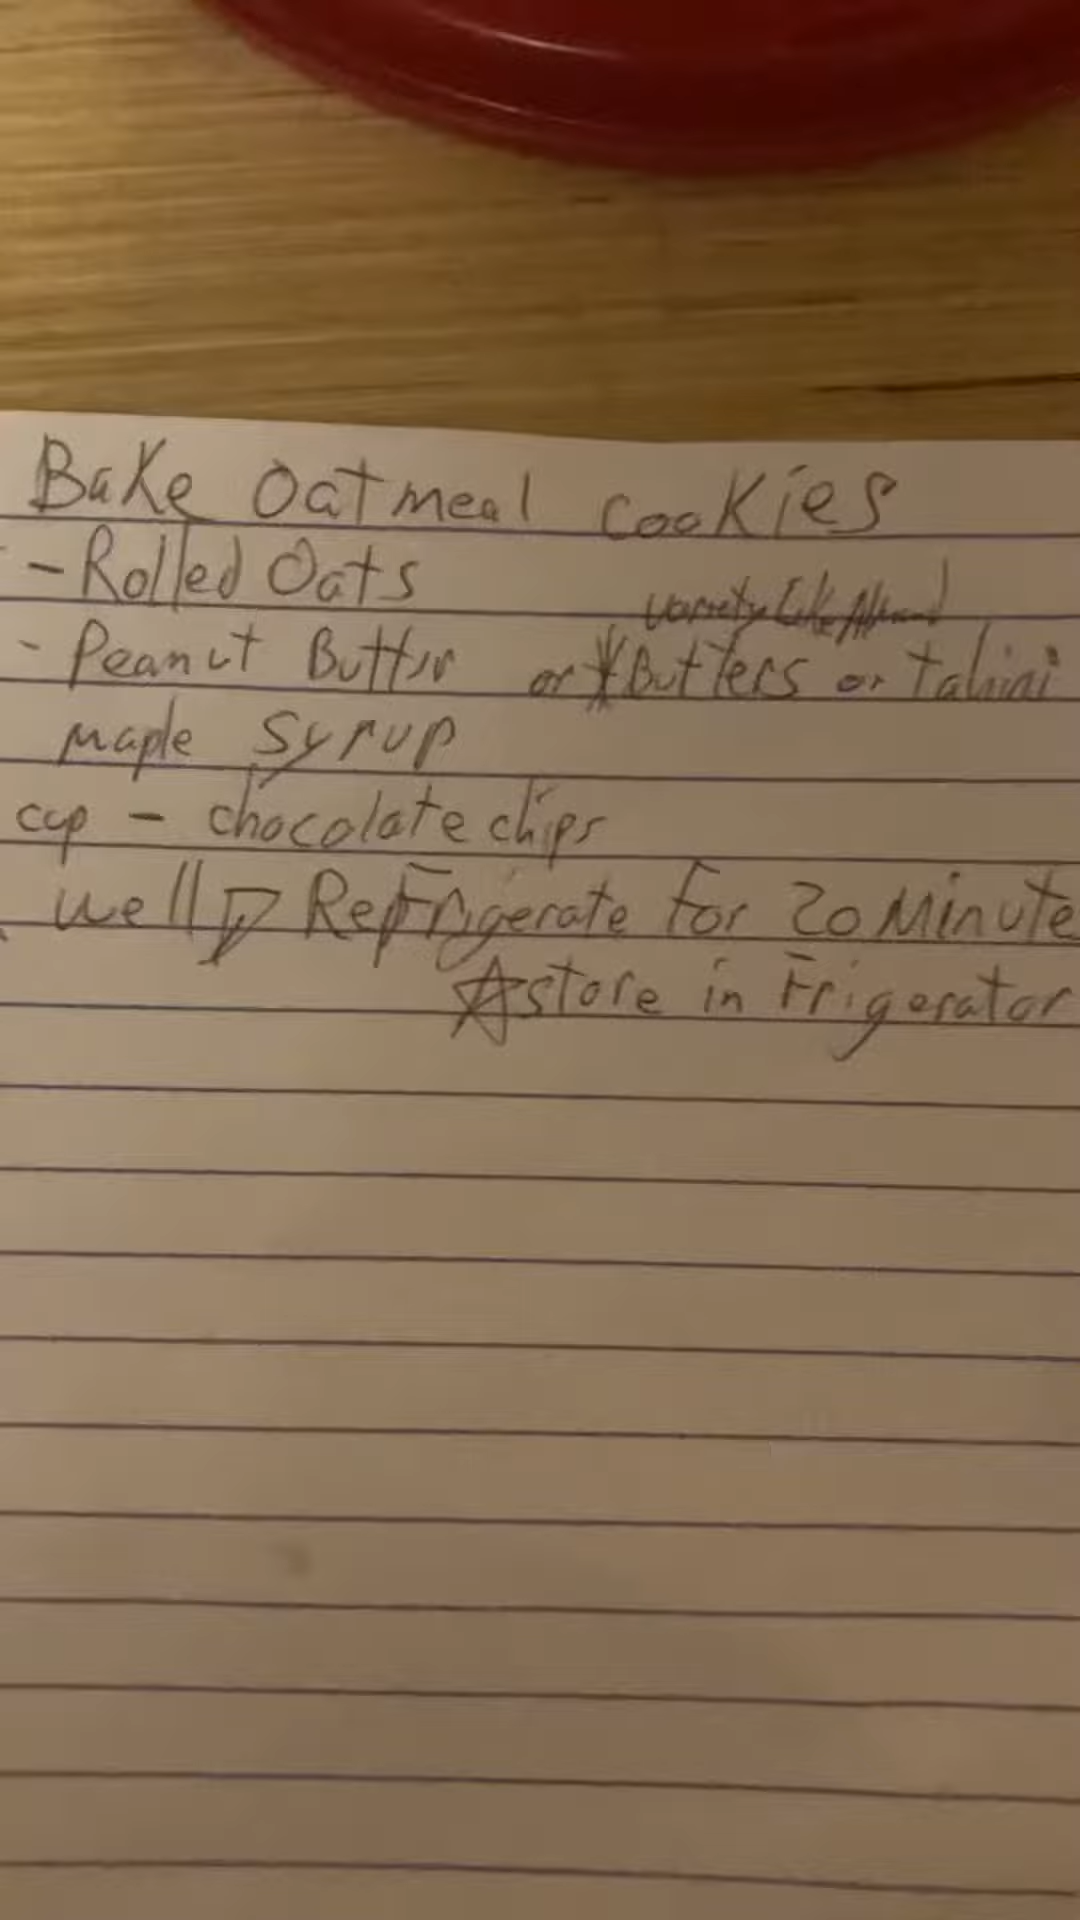 Bake Oatmeal cookies
- Rolled Oats
variety like Almond
- Peanut Butter or * Butters or tahini
maple syrup
cup - chocolate chips
well Refrigerate for 20 Minute
☆ store in Frigerator